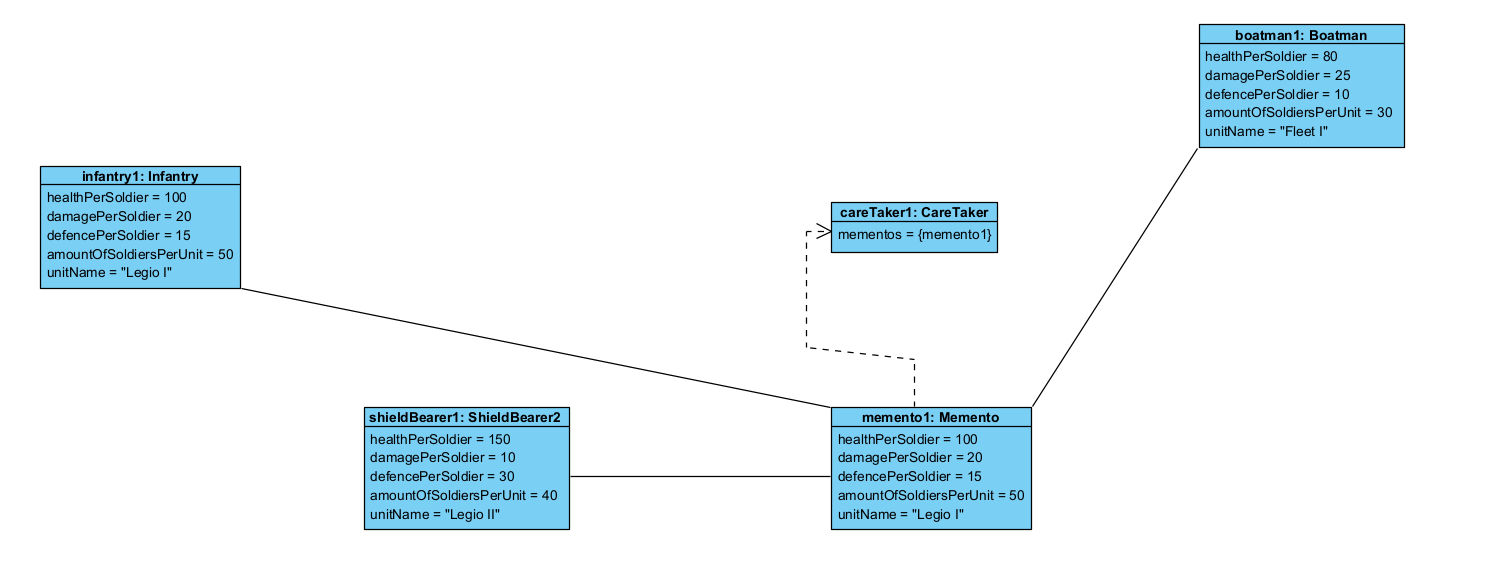 boatman1: Boatman
healthPerSoldier = 80
damagePerSoldier = 25
defencePerSoldier = 10
amountOfSoldiersPerUnit = 30
unitName = "Fleet I"
infantry1: Infantry
healthPerSoldier = 100
damagePerSoldier = 20
defencePerSoldier = 15
amountOfSoldiersPerUnit = 50
unitName = "Legio I"
careTaker1: CareTaker
mementos = {memento1}
shieldBearer1: ShieldBearer2
healthPerSoldier = 150
damagePerSoldier = 10
defencePerSoldier = 30
amountOfSoldiersPerUnit = 40
unitName = "Legio II"
memento1: Memento
healthPerSoldier = 100
damagePerSoldier = 20
defencePerSoldier = 15
amountOfSoldiersPerUnit = 50
unitName = "Legio I"